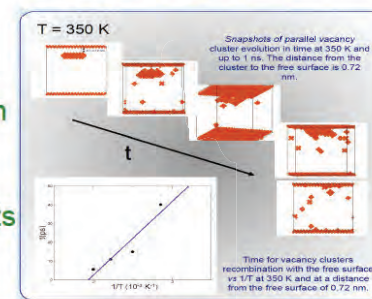 T = 350 K
Snapshots of parallel vacancy
cluster evolution in time at 350 K and
up to 1 ns. The distance from the
cluster to the free surface is 0.72
nm.
t
Time for vacancy clusters
recombination with the free surface
vs 1/T at 350 K and at a distance
from the free surface of 0.72 nm.
t(ps)
1/T (10⁻³ K⁻¹)
ts